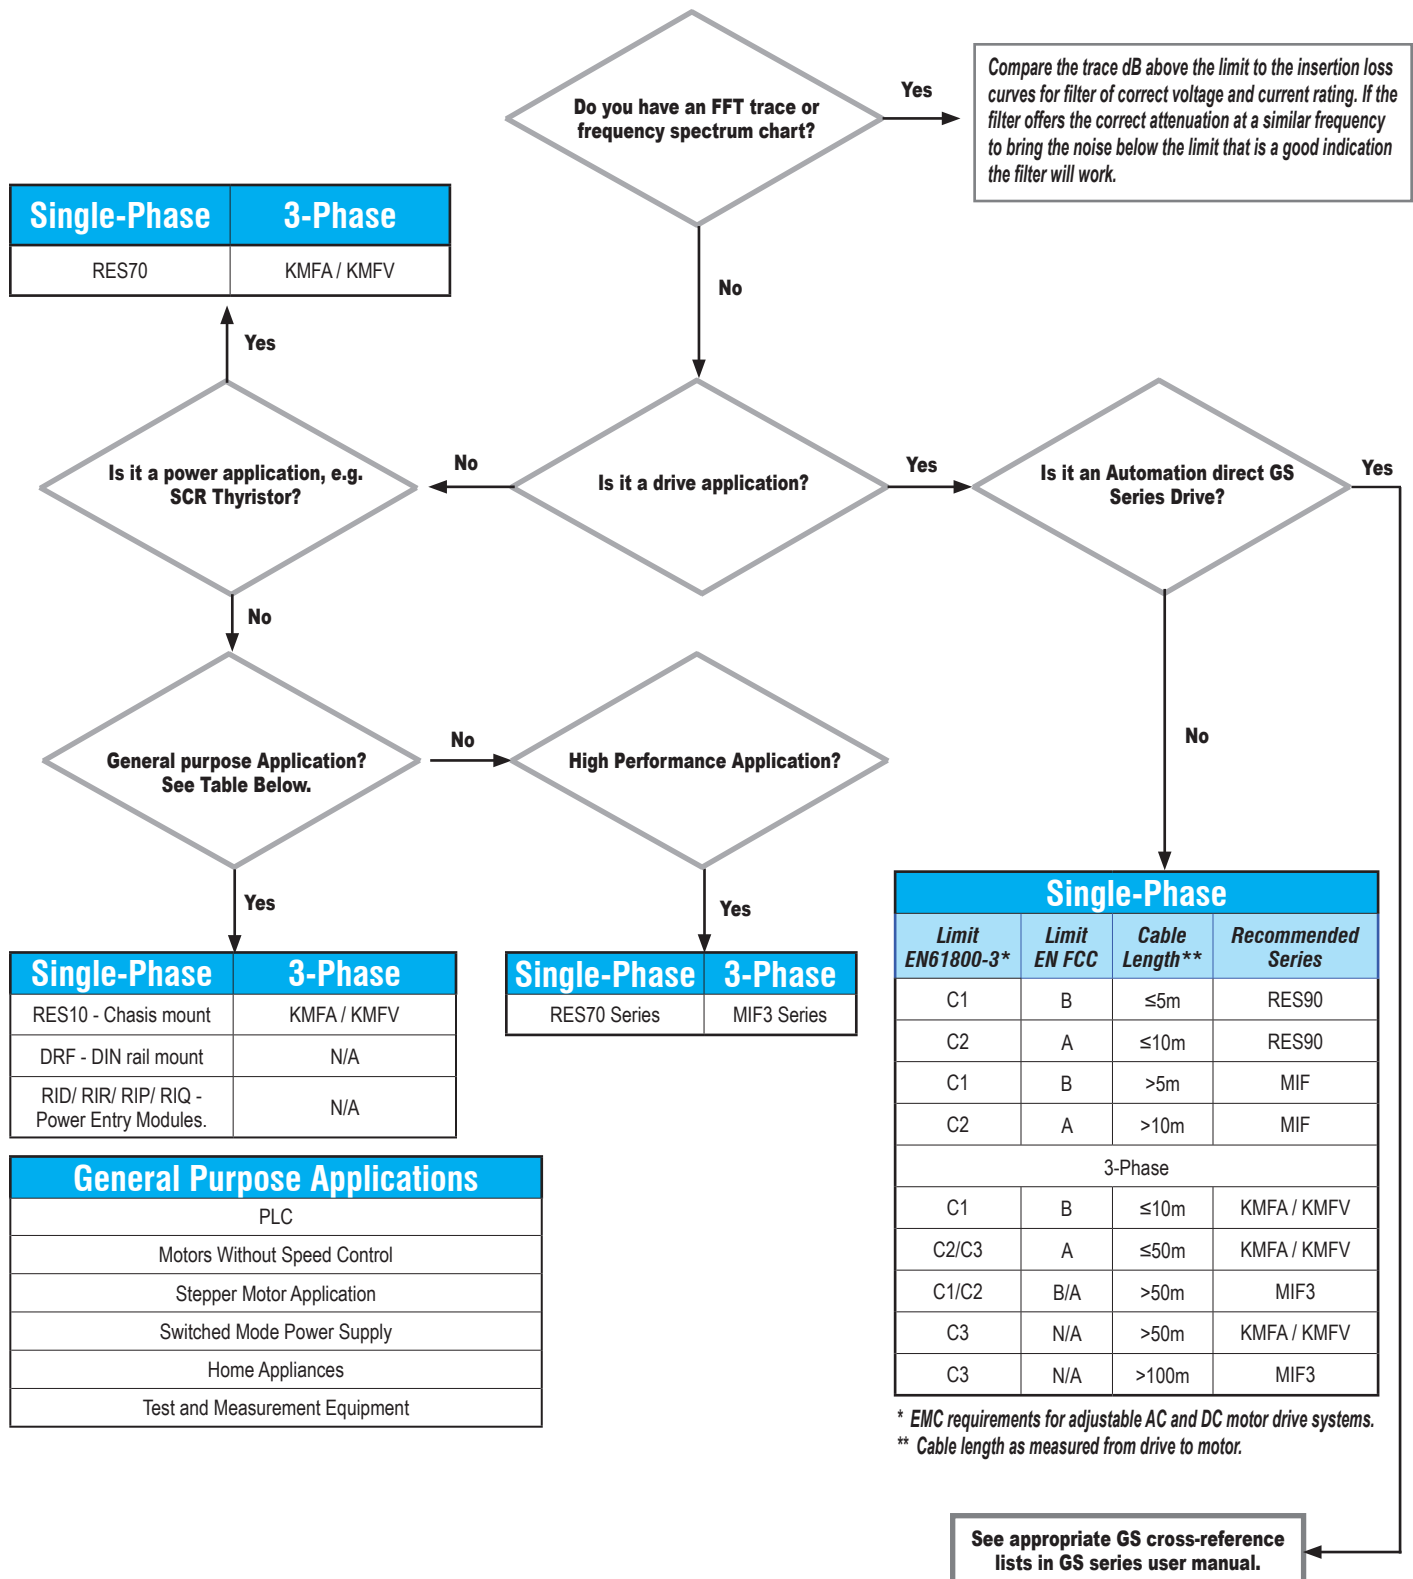 Do you have an FFT trace or
frequency spectrum chart?
Yes
Compare the trace dB above the limit to the insertion loss
curves for filter of correct voltage and current rating. If the
filter offers the correct attenuation at a similar frequency
to bring the noise below the limit that is a good indication
the filter will work.
No
Single-Phase 3-Phase
RES70 KMFA / KMFV
Yes
Is it a power application, e.g.
SCR Thyristor?
No
Is it a drive application?
Yes
Is it an Automation direct GS
Series Drive?
Yes
No
General purpose Application?
See Table Below.
No
High Performance Application?
No
Yes
Single-Phase 3-Phase
RES10 - Chasis mount KMFA / KMFV
DRF - DIN rail mount N/A
RID/ RIR/ RIP/ RIQ -
Power Entry Modules. N/A
Yes
Single-Phase 3-Phase
RES70 Series MIF3 Series
General Purpose Applications
PLC
Motors Without Speed Control
Stepper Motor Application
Switched Mode Power Supply
Home Appliances
Test and Measurement Equipment
Single-Phase
Limit EN61800-3* Limit EN FCC Cable Length** Recommended Series
C1 B ≤5m RES90
C2 A ≤10m RES90
C1 B >5m MIF
C2 A >10m MIF
3-Phase
C1 B ≤10m KMFA / KMFV
C2/C3 A ≤50m KMFA / KMFV
C1/C2 B/A >50m MIF3
C3 N/A >50m KMFA / KMFV
C3 N/A >100m MIF3
* EMC requirements for adjustable AC and DC motor drive systems.
** Cable length as measured from drive to motor.
See appropriate GS cross-reference
lists in GS series user manual.